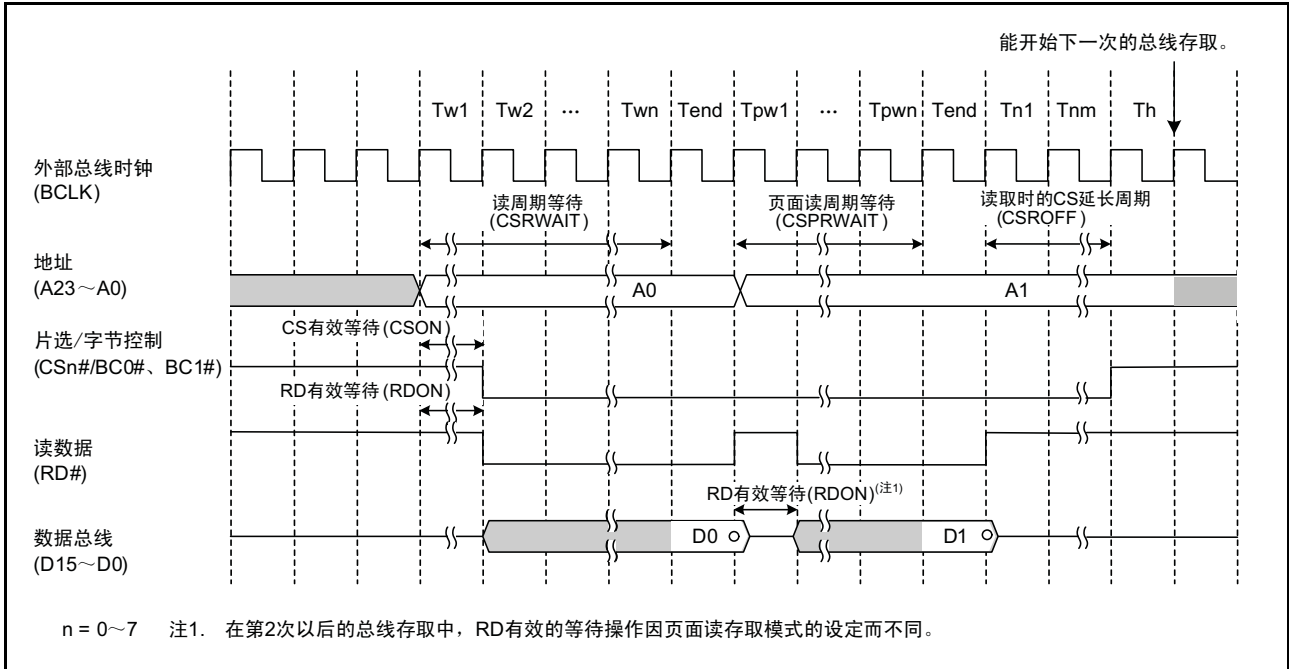 能开始下一次的总线存取。
Tw1 Tw2 … Twn Tend Tpw1 … Tpwn Tend Tn1 Tnm Th
外部总线时钟
(BCLK)
读周期等待
(CSRWAIT)
页面读周期等待
(CSPRWAIT)
读取时的CS延长周期
(CSROFF)
地址
(A23～A0)
A0
A1
CS有效等待(CSON)
片选/字节控制
(CSn#/BC0#、BC1#)
RD有效等待(RDON)
读数据
(RD#)
RD有效等待(RDON)(注1)
数据总线
(D15～D0)
D0
D1
n = 0～7 注1. 在第2次以后的总线存取中，RD有效的等待操作因页面读存取模式的设定而不同。